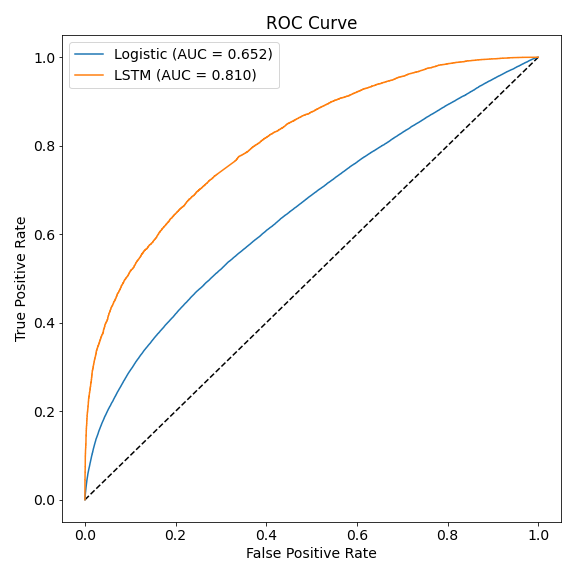 ROC Curve
Logistic (AUC = 0.652)
LSTM (AUC = 0.810)
True Positive Rate
1.0
0.8
0.6
0.4
0.2
0.0
0.0 0.2 0.4 0.6 0.8 1.0
False Positive Rate